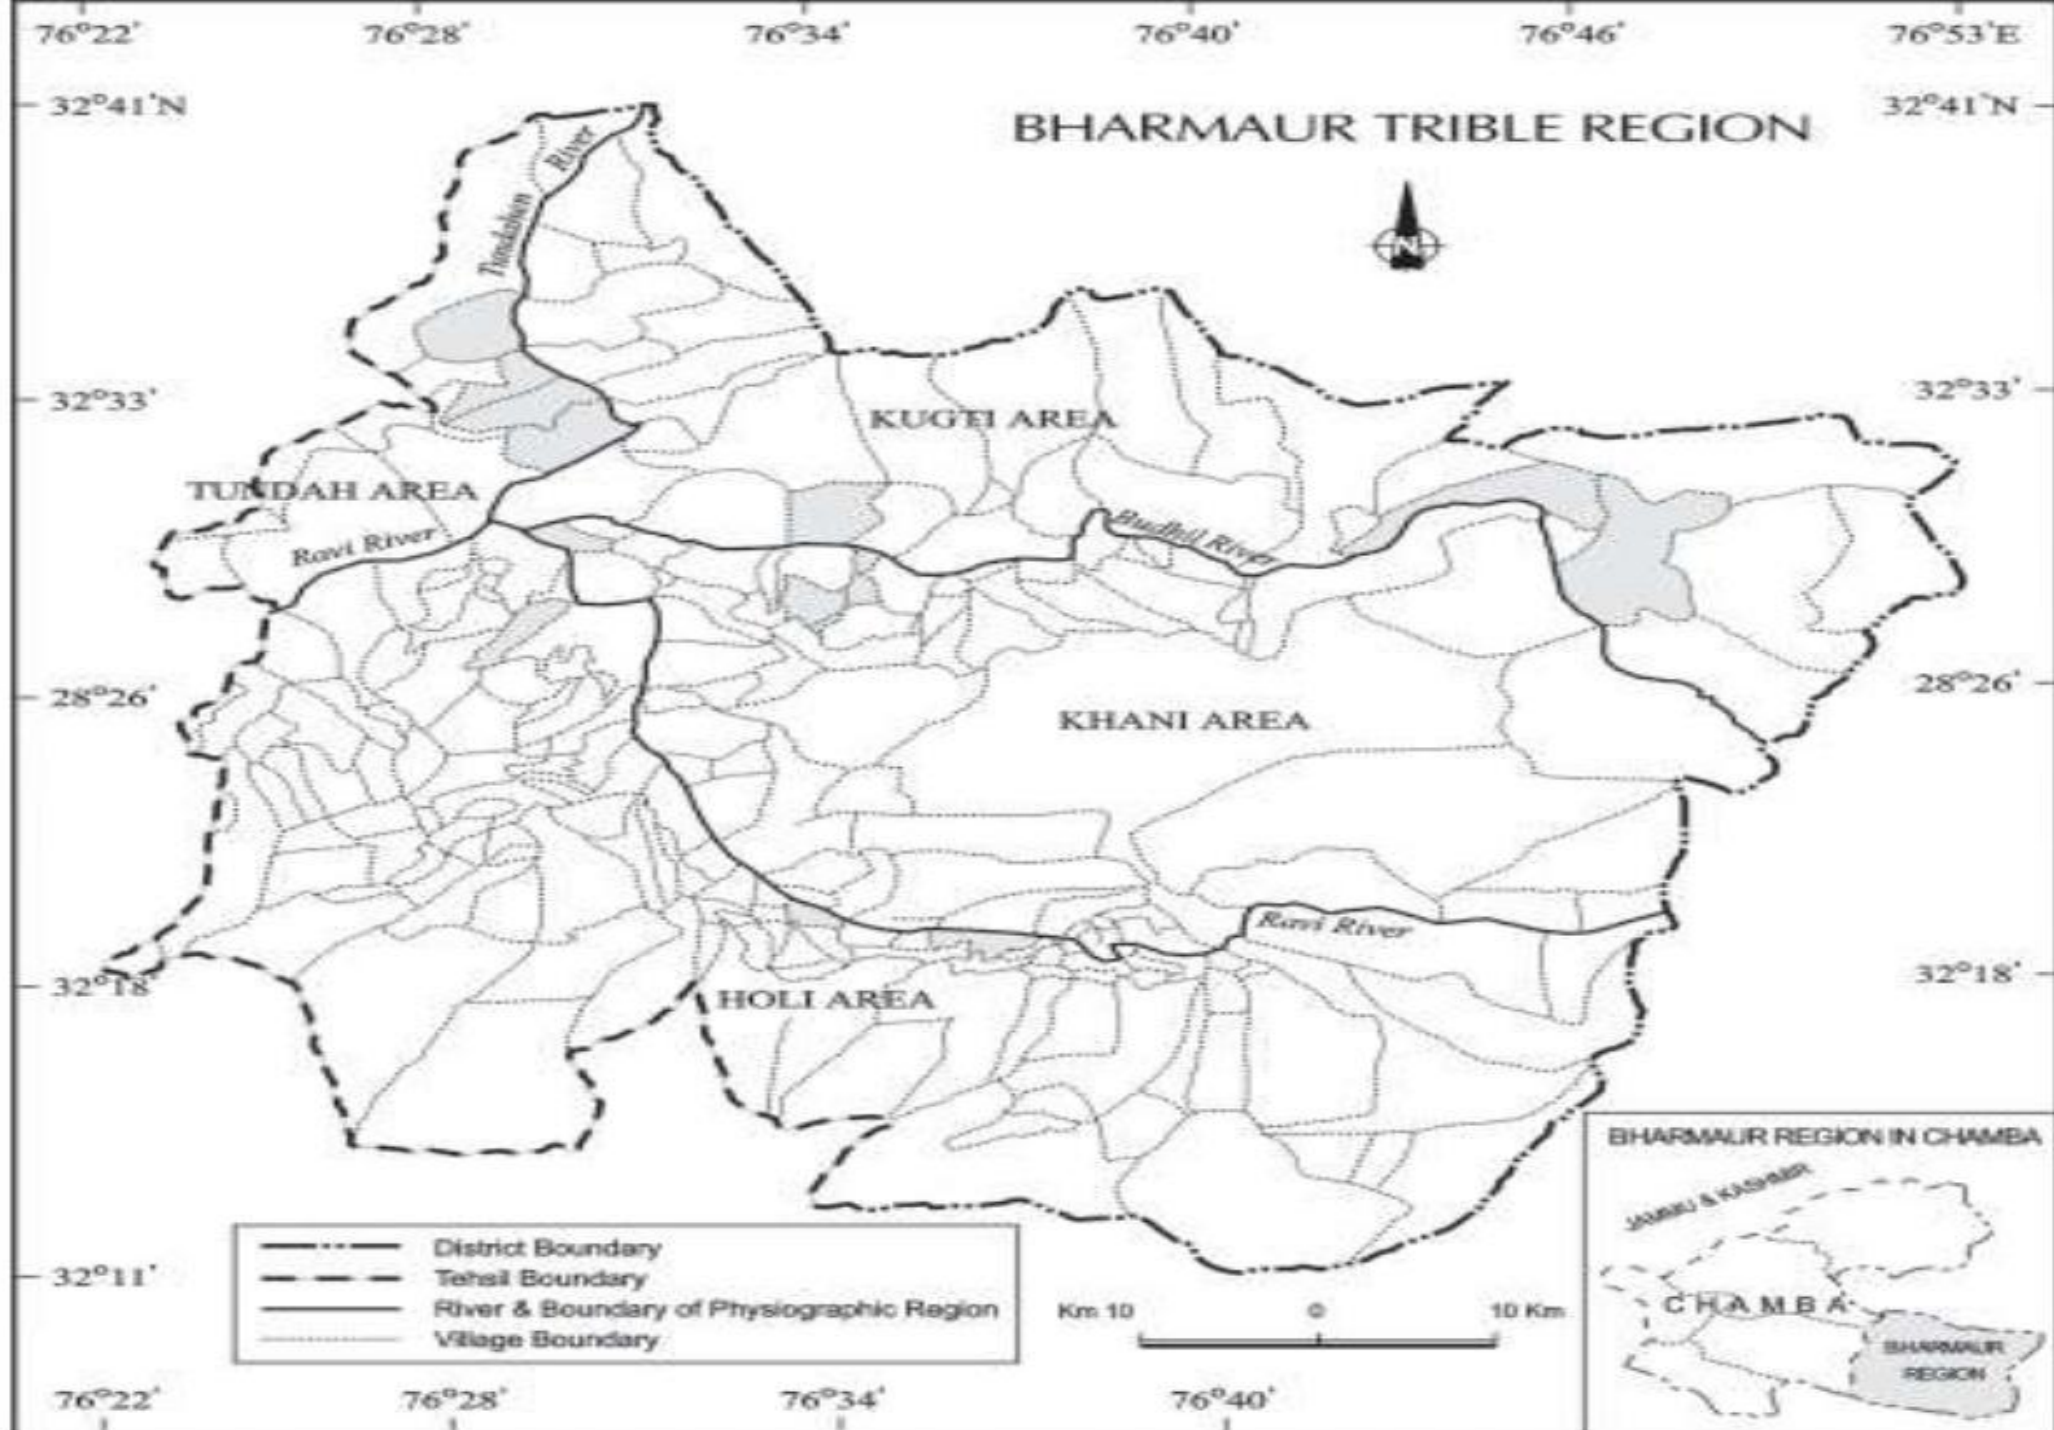 76°22' 76°28' 76°34' 76°40' 76°46' 76°53'E
32°41'N 32°41'N
BHARMAUR TRIBLE REGION
River
Tundahen
N
32°33' 32°33'
KUGTI AREA
TUNDAH AREA
Ravi River
Budhil River
28°26' 28°26'
KHANI AREA
Ravi River
32°18' 32°18'
HOLI AREA
BHARMAUR REGION IN CHAMBA
JAMMU & KASHMIR
CHAMBA
BHARMAUR
REGION
District Boundary
Tehsil Boundary
River & Boundary of Physiographic Region
Village Boundary
32°11'
Km 10 0 10 Km
76°22' 76°28' 76°34' 76°40'